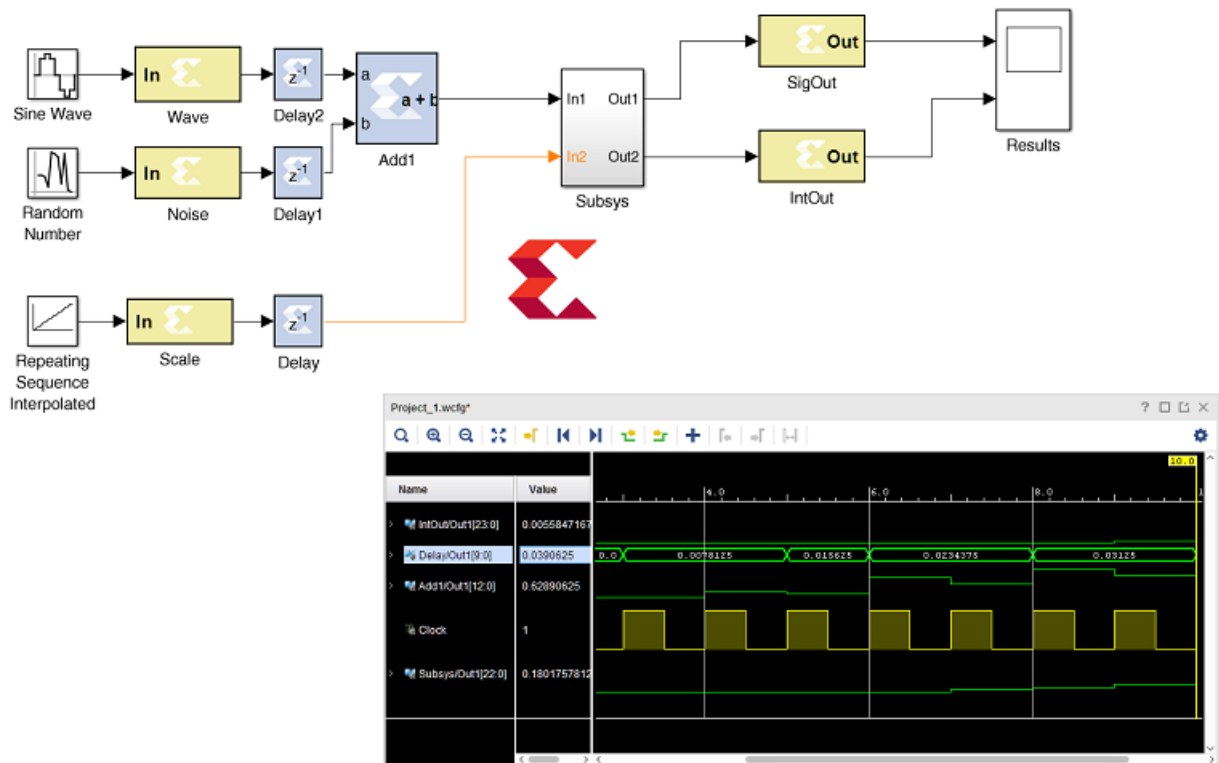 Sine Wave
In
Wave
z-1
Delay2
a
b
a + b
Add1
Random
Number
In
Noise
z-1
Delay1
In1
In2
Out1
Out2
Subsys
Out
SigOut
Out
IntOut
Results
Repeating
Sequence
Interpolated
In
Scale
z-1
Delay
Project_1.wcfg*
?
10.0
Name Value
4.0 6.0 8.0 1
IntOut/Out1[23:0] 0.0055847167
Delay/Out1[9:0] 0.0390625 0.0 0.0078125 0.015625 0.0234375 0.03125
Add1/Out1[12:0] 0.62890625
Clock 1
Subsys/Out1[22:0] 0.1801757812